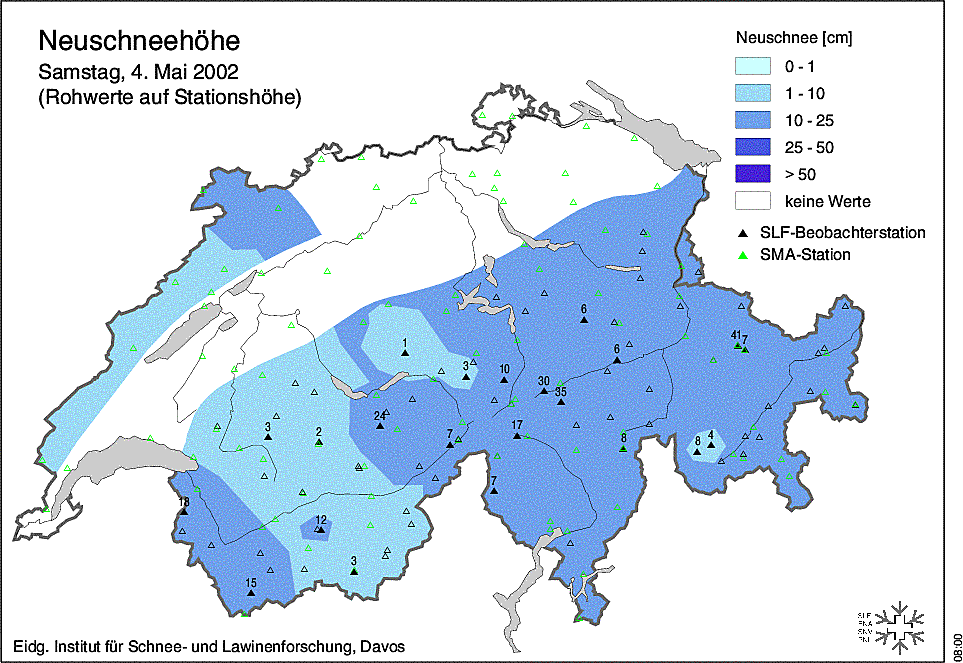 Neuschneehöhe
Samstag, 4. Mai 2002
(Rohwerte auf Stationshöhe)
Neuschnee [cm]
0 - 1
1 - 10
10 - 25
25 - 50
> 50
keine Werte
SLF-Beobachterstation
SMA-Station
6
41 7
1
6
3
10
30
35
24
3
2
7
17
8
8 4
7
18
12
3
15
SLF
Eidg. Institut für Schnee- und Lawinenforschung, Davos
08:00